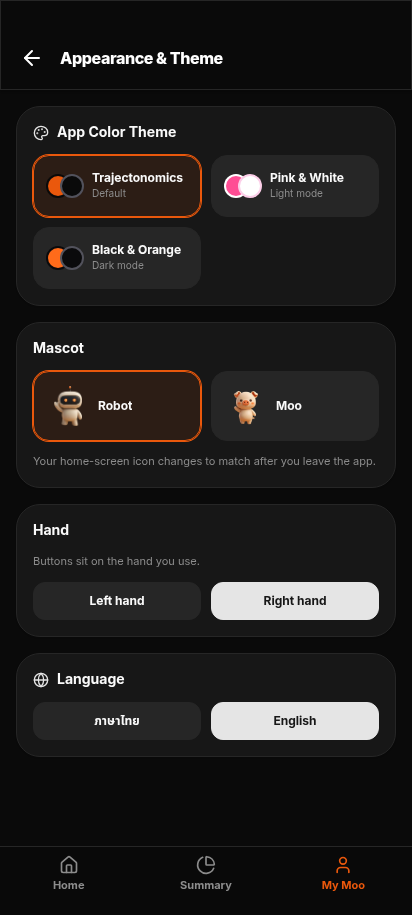 Appearance & Theme
App Color Theme
Trajectonomics
Default
Pink & White
Light mode
Black & Orange
Dark mode
Mascot
Robot
Moo
Your home-screen icon changes to match after you leave the app.
Hand
Buttons sit on the hand you use.
Left hand
Right hand
Language
ภาษาไทย
English
Home
Summary
My Moo